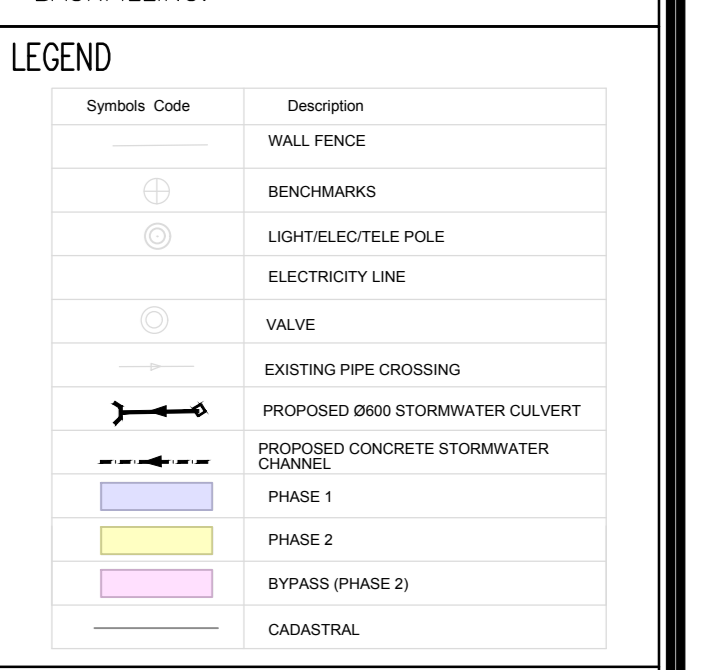 LEGEND
Symbols Code Description
WALL FENCE
BENCHMARKS
LIGHT/ELEC/TELE POLE
ELECTRICITY LINE
VALVE
EXISTING PIPE CROSSING
PROPOSED Ø600 STORMWATER CULVERT
PROPOSED CONCRETE STORMWATER
CHANNEL
PHASE 1
PHASE 2
BYPASS (PHASE 2)
CADASTRAL